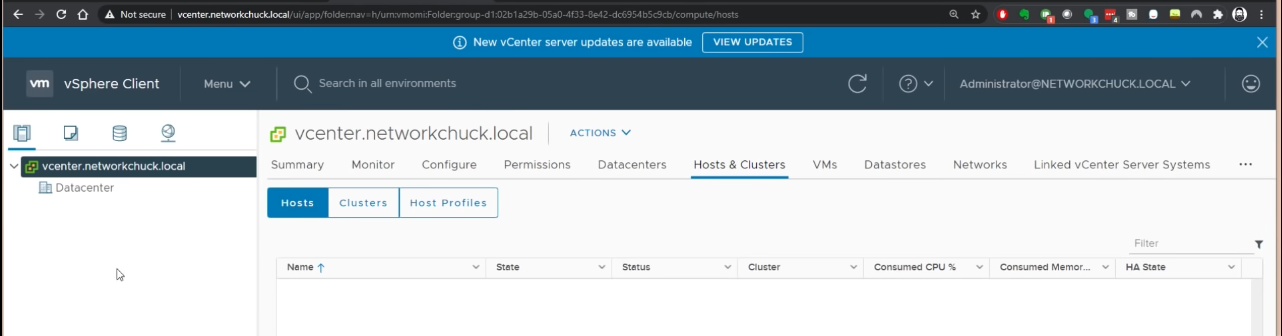 Not secure | vcenter.networkchuck.local/ui/app/folder;nav=h/urn:vmomi:Folder:group-d1:02b1a29b-05a0-4f33-8e42-dc6954b5c9cb/compute/hosts
New vCenter server updates are available VIEW UPDATES
vm vSphere Client Menu Search in all environments Administrator@NETWORKCHUCK.LOCAL
vcenter.networkchuck.local ACTIONS
vcenter.networkchuck.local
Datacenter
Summary Monitor Configure Permissions Datacenters Hosts & Clusters VMs Datastores Networks Linked vCenter Server Systems ...
Hosts Clusters Host Profiles
Filter
Name State Status Cluster Consumed CPU % Consumed Memor... HA State